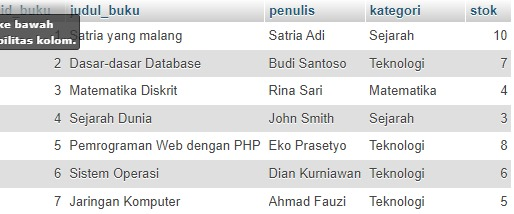 id_buku judul_buku penulis kategori stok
ke bawah
bilitas kolom.
1 Satria yang malang Satria Adi Sejarah 10
2 Dasar-dasar Database Budi Santoso Teknologi 7
3 Matematika Diskrit Rina Sari Matematika 4
4 Sejarah Dunia John Smith Sejarah 3
5 Pemrograman Web dengan PHP Eko Prasetyo Teknologi 8
6 Sistem Operasi Dian Kurniawan Teknologi 6
7 Jaringan Komputer Ahmad Fauzi Teknologi 5